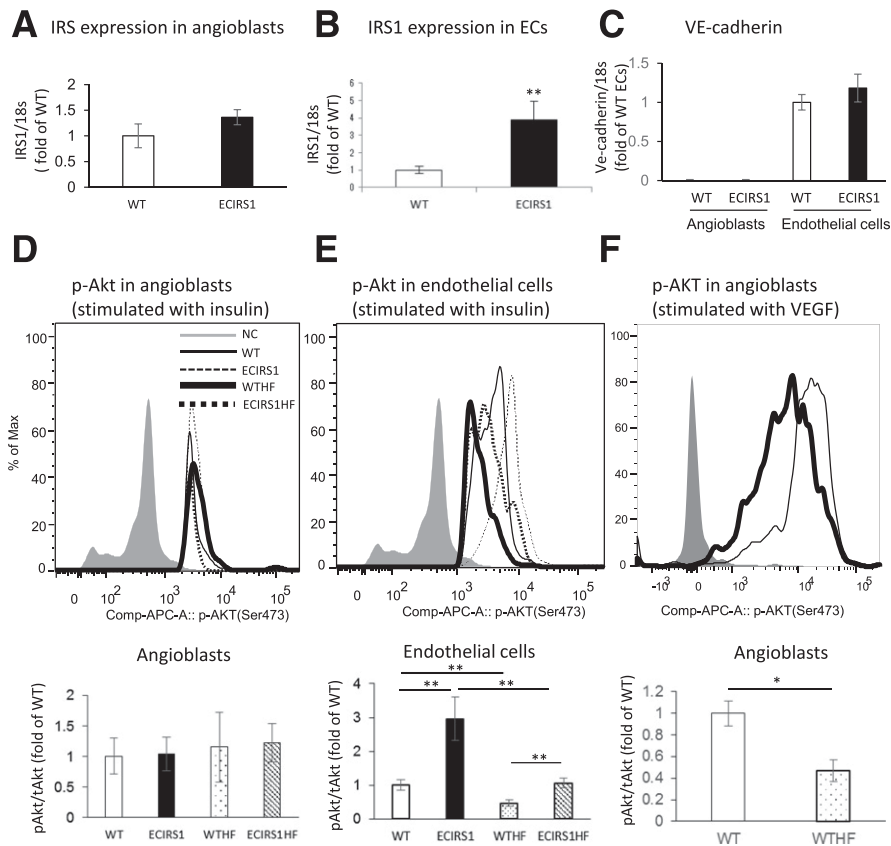 A
IRS expression in angioblasts
IRS1/18s
( fold of WT)
2
1.5
1
0.5
0
WT ECIRS1
B
IRS1 expression in ECs
IRS1/18s
(fold of WT)
6
5
4
3
2
1
0
**
WT ECIRS1
C
VE-cadherin
Ve-cadherin/18s
(fold of WT ECs)
1.5
1
0.5
0
WT ECIRS1 WT ECIRS1
Angioblasts Endothelial cells
D
p-Akt in angioblasts
(stimulated with insulin)
% of Max
100
80
60
40
20
0
NC
WT
ECIRS1
WTHF
ECIRS1HF
0 10^2 10^3 10^4 10^5
Comp-APC-A:: p-AKT(Ser473)
E
p-Akt in endothelial cells
(stimulated with insulin)
100
80
60
40
20
0
0 10^2 10^3 10^4 10^5
Comp-APC-A:: p-AKT(Ser473)
F
p-AKT in angioblasts
(stimulated with VEGF)
100
80
60
40
20
0
-13 0 10^3 10^4 10^5
Comp-APC-A:: p-AKT(Ser473)
Angioblasts
pAkt/tAkt (fold of WT)
2
1.5
1
0.5
0
WT ECIRS1 WTHF ECIRS1HF
Endothelial cells
pAkt/tAkt (fold of WT)
4
3
2
1
0
**
** **
**
WT ECIRS1 WTHF ECIRS1HF
Angioblasts
pAkt/tAkt (fold of WT)
1.2
1
0.8
0.6
0.4
0.2
0
*
WT WTHF